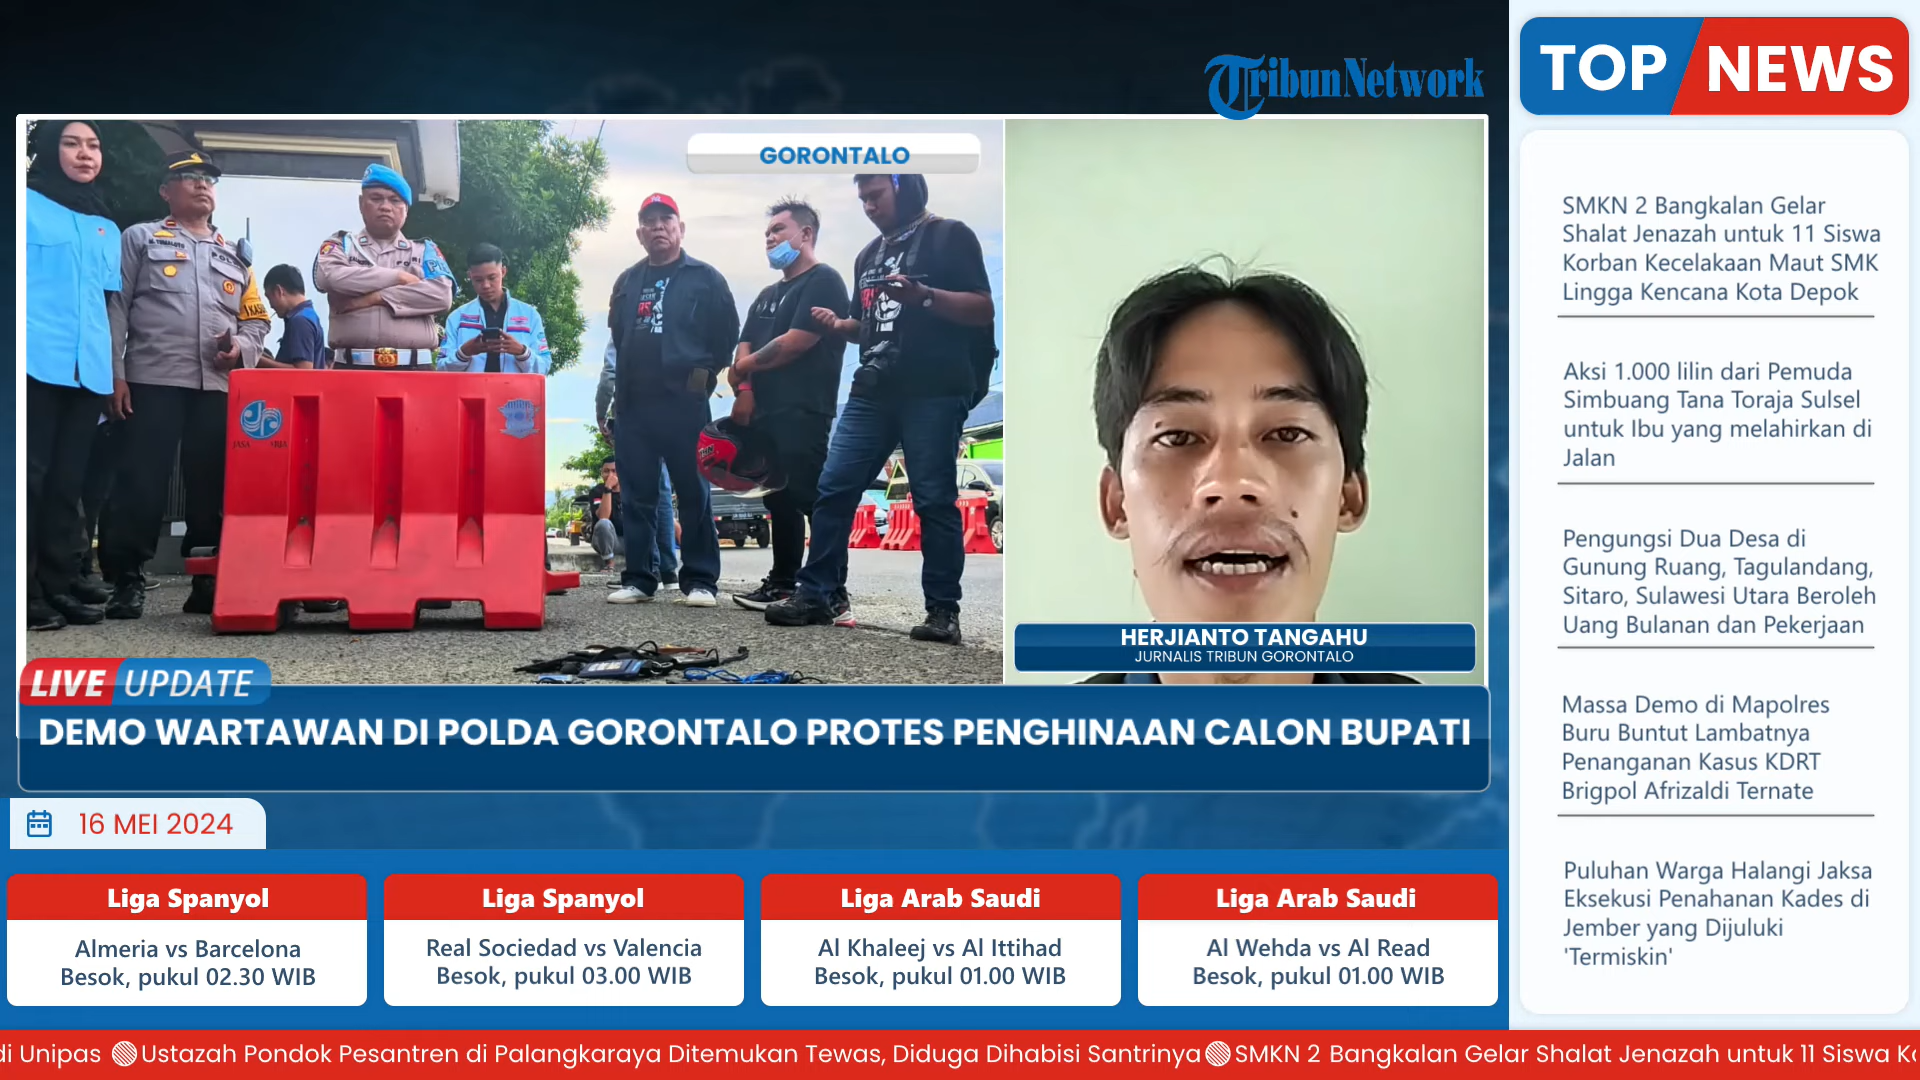 TribunNetwork
TOP NEWS
GORONTALO
POLRI
JASA
HERJIANTO TANGAHU
JURNALIS TRIBUN GORONTALO
LIVE UPDATE
DEMO WARTAWAN DI POLDA GORONTALO PROTES PENGHINAAN CALON BUPATI
16 MEI 2024
Liga Spanyol
Almeria vs Barcelona
Besok, pukul 02.30 WIB
Liga Spanyol
Real Sociedad vs Valencia
Besok, pukul 03.00 WIB
Liga Arab Saudi
Al Khaleej vs Al Ittihad
Besok, pukul 01.00 WIB
Liga Arab Saudi
Al Wehda vs Al Read
Besok, pukul 01.00 WIB
SMKN 2 Bangkalan Gelar
Shalat Jenazah untuk 11 Siswa
Korban Kecelakaan Maut SMK
Lingga Kencana Kota Depok
Aksi 1.000 lilin dari Pemuda
Simbuang Tana Toraja Sulsel
untuk Ibu yang melahirkan di
Jalan
Pengungsi Dua Desa di
Gunung Ruang, Tagulandang,
Sitaro, Sulawesi Utara Beroleh
Uang Bulanan dan Pekerjaan
Massa Demo di Mapolres
Buru Buntut Lambatnya
Penanganan Kasus KDRT
Brigpol Afrizaldi Ternate
Puluhan Warga Halangi Jaksa
Eksekusi Penahanan Kades di
Jember yang Dijuluki
'Termiskin'
di Unipas Ustazah Pondok Pesantren di Palangkaraya Ditemukan Tewas, Diduga Dihabisi Santrinya SMKN 2 Bangkalan Gelar Shalat Jenazah untuk 11 Siswa